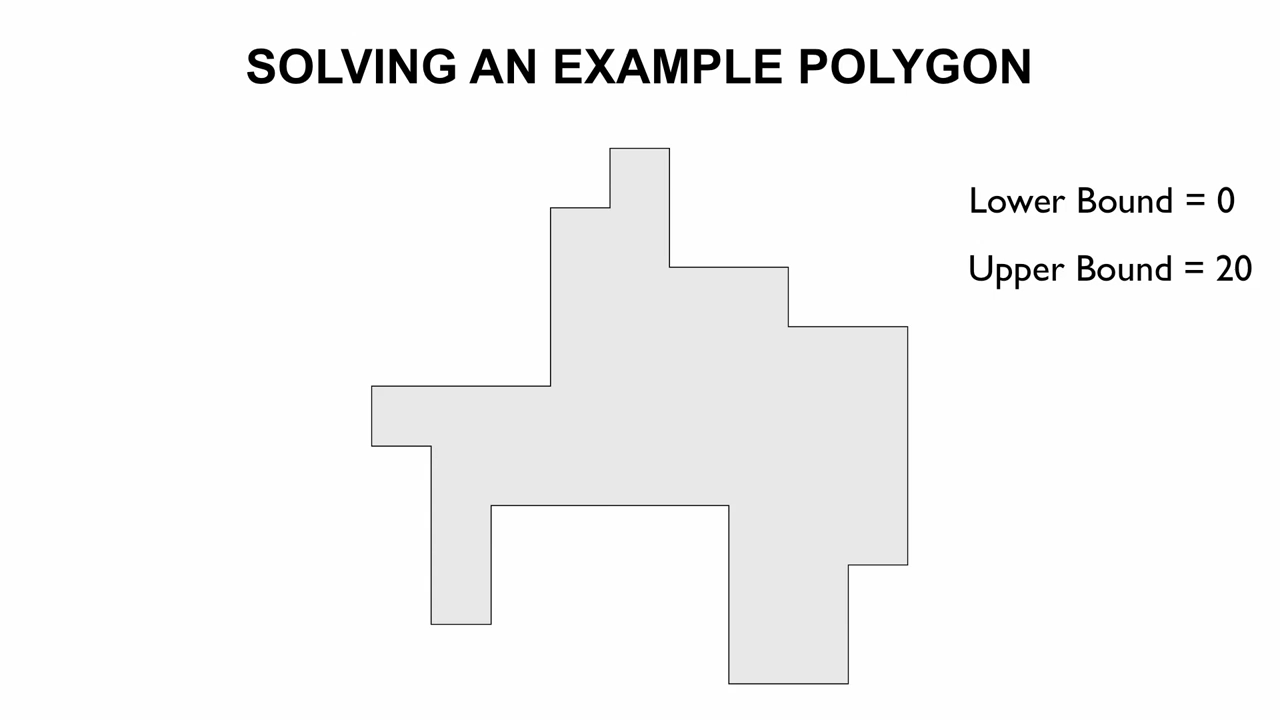 SOLVING AN EXAMPLE POLYGON
Lower Bound = 0
Upper Bound = 20